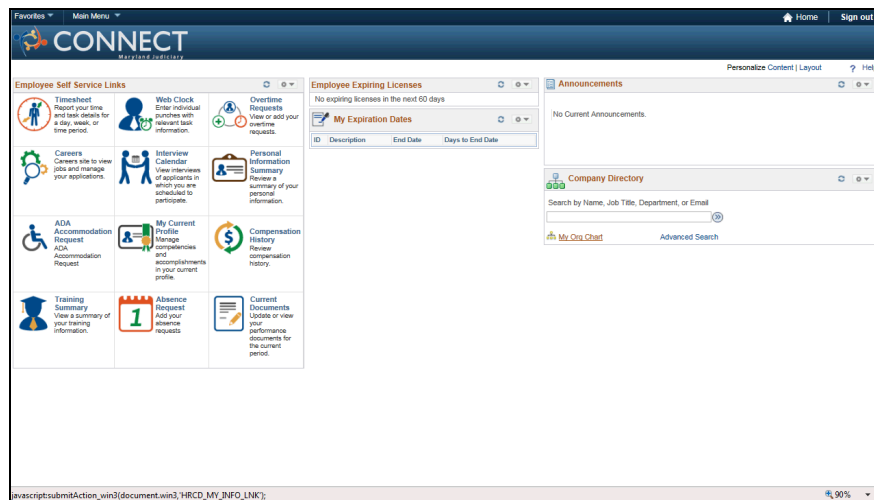 Favorites Main Menu Home Sign out
CONNECT
Maryland Judiciary
Personalize Content | Layout ? Hel
Employee Self Service Links
Timesheet
Report your time
and task details for
a day, week, or
time period.
Web Clock
Enter individual
punches with
relevant task
information.
Overtime
Requests
View or add your
overtime
requests.
Careers
Careers site to view
jobs and manage
your applications.
Interview
Calendar
View interviews
of applicants in
which you are
scheduled to
participate.
Personal
Information
Summary
Review a
summary of your
personal
information.
ADA
Accommodation
Request
ADA
Accommodation
Request
My Current
Profile
Manage
competencies
and
accomplishments
in your current
profile.
Compensation
History
Review
compensation
history.
Training
Summary
View a summary of
your training
information.
1
Absence
Request
Add your
absence
requests
Current
Documents
Update or view
your
performance
documents for
the current
period.
Employee Expiring Licenses
No expiring licenses in the next 60 days
My Expiration Dates
ID Description End Date Days to End Date
Announcements
No Current Announcements.
Company Directory
Search by Name, Job Title, Department, or Email
My Org Chart Advanced Search
javascript:submitAction_win3(document.win3,'HRCD_MY_INFO_LNK'); 90%